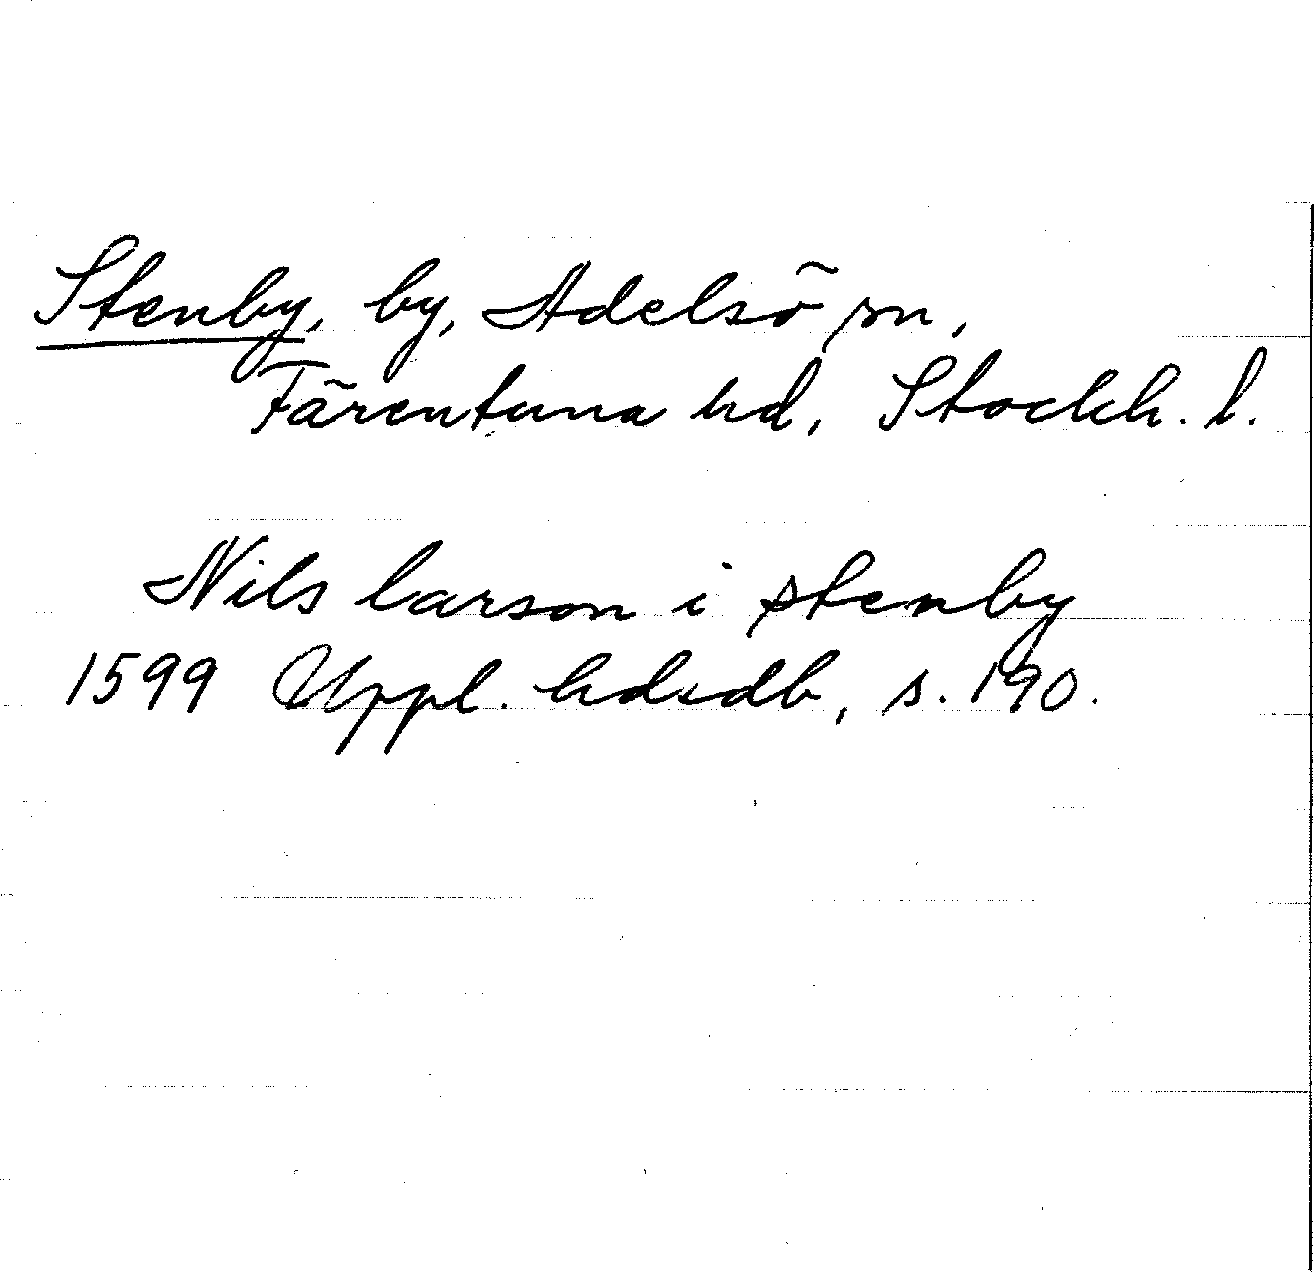 Stenby, by, Adelsö sn,
Färentuna hd, Stockh. l.
Nils larson i stenby
1599 Uppl. hdsdb, s. 190.